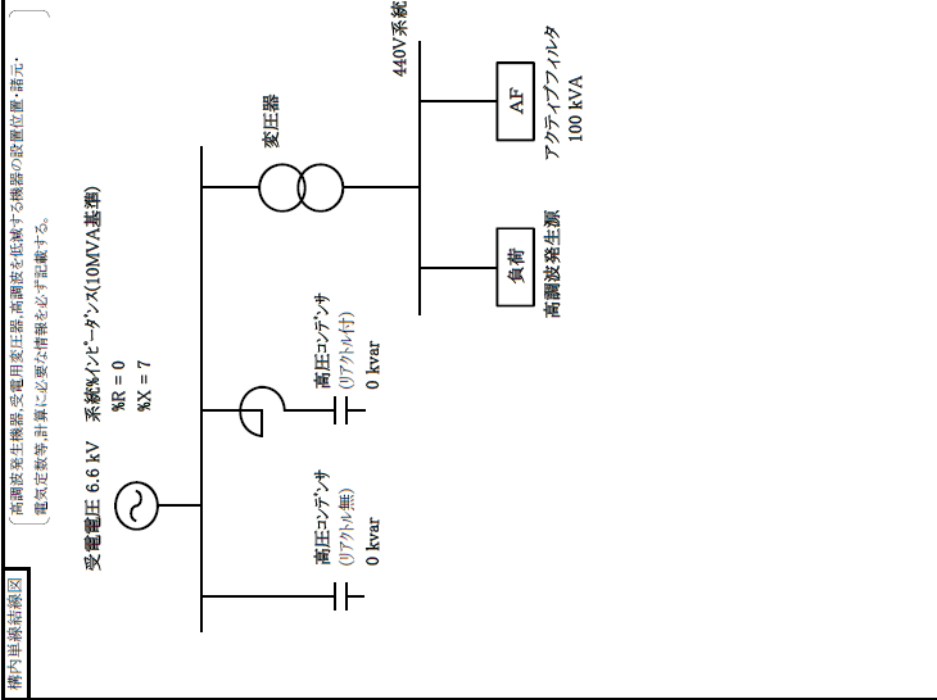 構内単線結線図
高調波発生機器,受電用変圧器,高調波を低減する機器の設置位置・諸元・
電気定数等,計算に必要な情報を必ず記載する。
受電電圧 6.6 kV 系統%インピーダンス(10MVA基準)
%R = 0
%X = 7
高圧コンデンサ
(リアクトル無)
0 kvar
高圧コンデンサ
(リアクトル付)
0 kvar
変圧器
440V系統
負荷
高調波発生源
AF
アクティブフィルタ
100 kVA